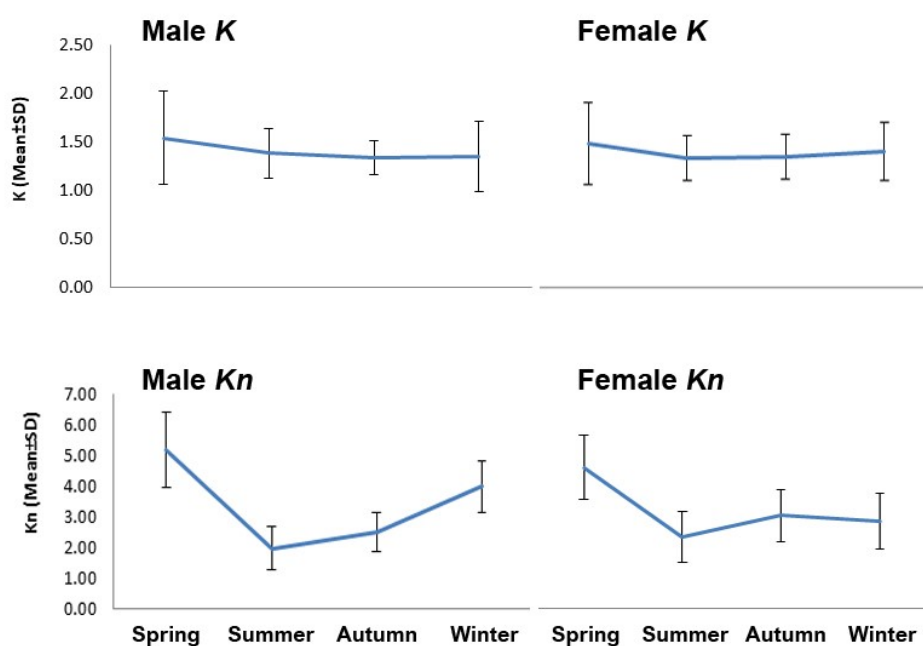 Male K
Female K
2.50
2.00
1.50
1.00
0.50
0.00
K (Mean±SD)
Male Kn
Female Kn
7.00
6.00
5.00
4.00
3.00
2.00
1.00
0.00
Kn (Mean±SD)
Spring Summer Autumn Winter Spring Summer Autumn Winter